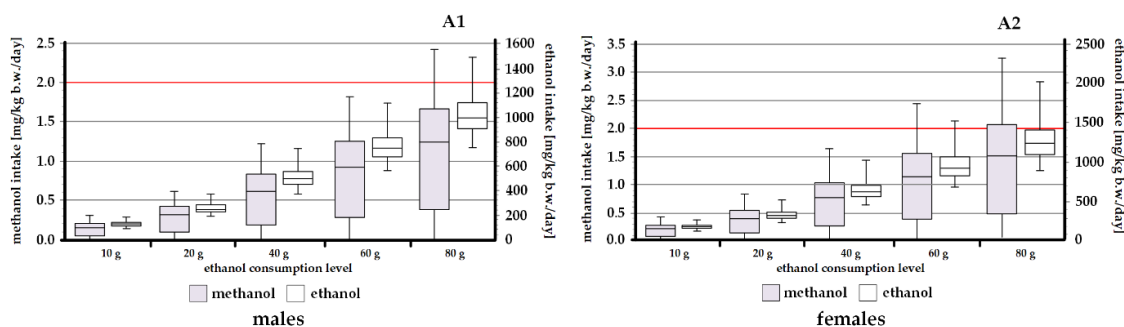 A1
methanol intake [mg/kg b.w./day]
2.5
2.0
1.5
1.0
0.5
0.0
1600
1400
1200
1000
800
600
400
200
0
ethanol intake [mg/kg b.w./day]
10 g 20 g 40 g 60 g 80 g
ethanol consumption level
methanol ethanol
males
A2
methanol intake [mg/kg b.w./day]
3.5
3.0
2.5
2.0
1.5
1.0
0.5
0.0
2500
2000
1500
1000
500
0
ethanol intake [mg/kg b.w./day]
10 g 20 g 40 g 60 g 80 g
ethanol consumption level
methanol ethanol
females